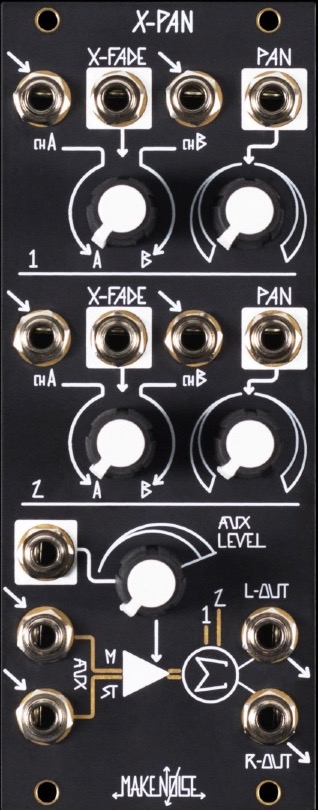 X-PAN
X-FADE PAN
chA chB
A B
1
X-FADE PAN
chA chB
A B
2
AUX
LEVEL
1 2 L-OUT
M
AUX
ST
Σ
R-OUT
MAKENOISE